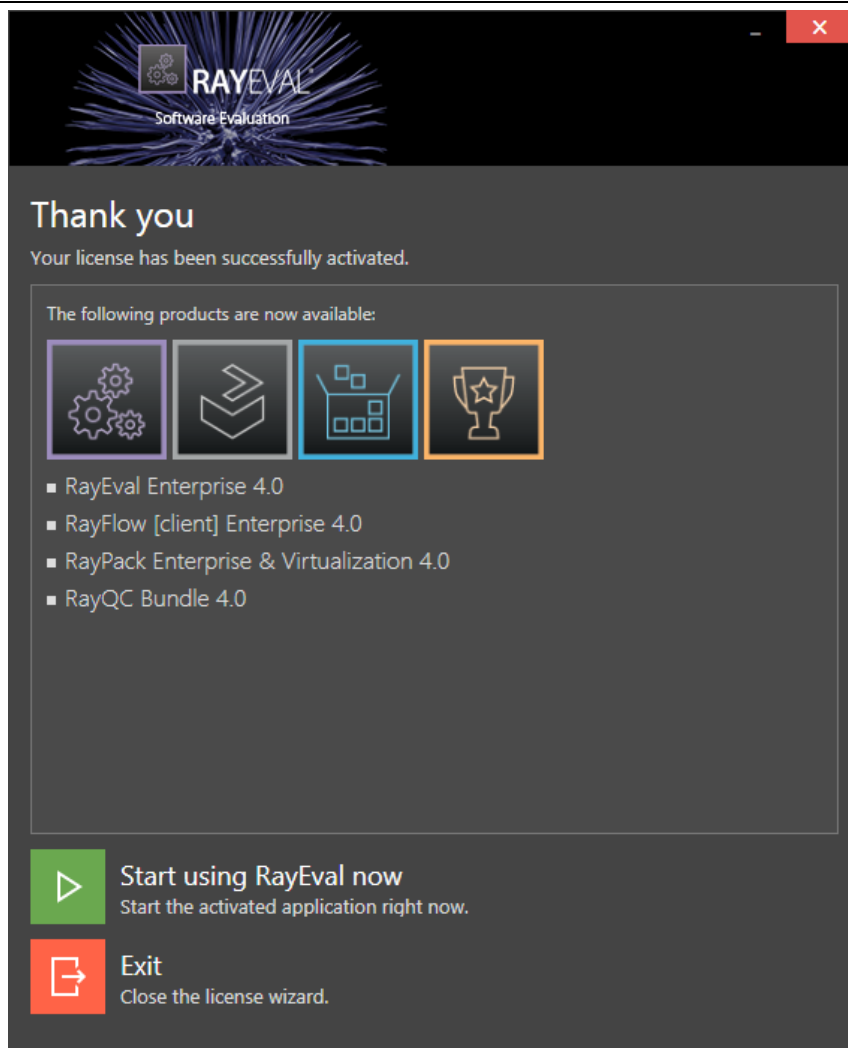 RAYEVAL®
Software Evaluation
Thank you
Your license has been successfully activated.
The following products are now available:
RayEval Enterprise 4.0
RayFlow [client] Enterprise 4.0
RayPack Enterprise & Virtualization 4.0
RayQC Bundle 4.0
Start using RayEval now
Start the activated application right now.
Exit
Close the license wizard.